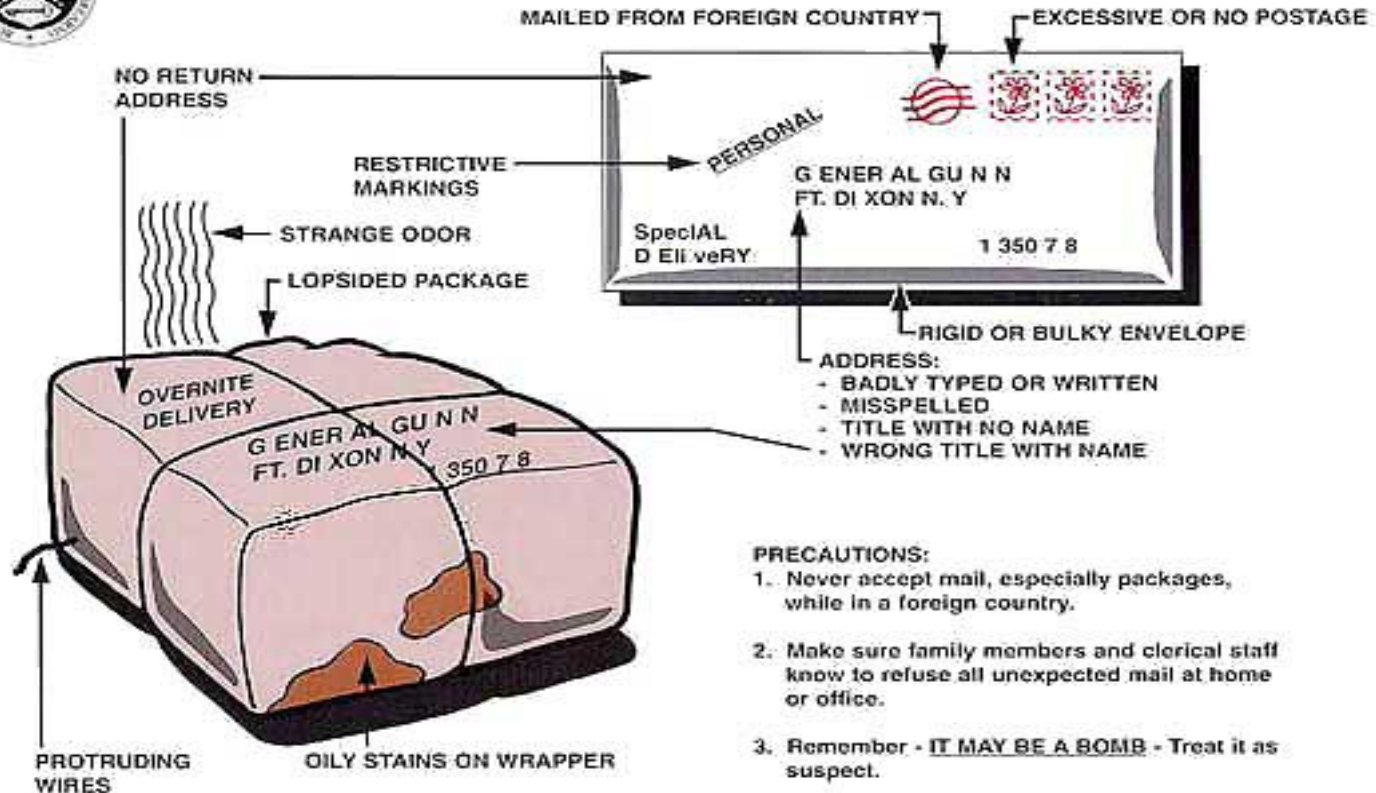 MAILED FROM FOREIGN COUNTRY
EXCESSIVE OR NO POSTAGE
NO RETURN
ADDRESS
RESTRICTIVE
MARKINGS
PERSONAL
G ENER AL GU N N
FT. DI XON N. Y
SpecIAL
D Eli veRY
1 350 7 8
STRANGE ODOR
LOPSIDED PACKAGE
RIGID OR BULKY ENVELOPE
ADDRESS:
- BADLY TYPED OR WRITTEN
- MISSPELLED
- TITLE WITH NO NAME
- WRONG TITLE WITH NAME
OVERNITE
DELIVERY
G ENER AL GU N N
FT. DI XON N Y
1 350 7 8
PROTRUDING
WIRES
OILY STAINS ON WRAPPER
PRECAUTIONS:
1. Never accept mail, especially packages,
while in a foreign country.
2. Make sure family members and clerical staff
know to refuse all unexpected mail at home
or office.
3. Remember - IT MAY BE A BOMB - Treat it as
suspect.